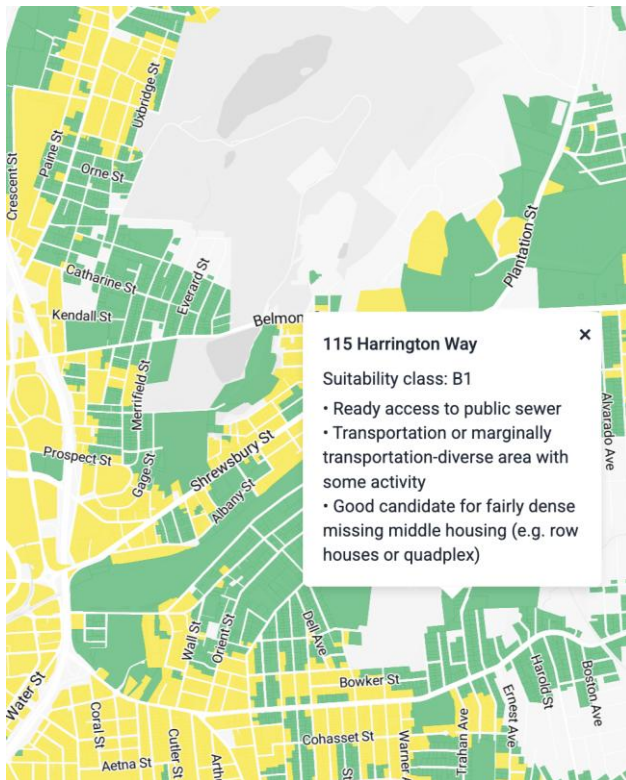 Uxbridge St
Crescent St
Paine St
Orne St
Plantation St
Catharine St
Everard St
Kendall St
Belmon
115 Harrington Way
×
Suitability class: B1
• Ready access to public sewer
• Transportation or marginally
transportation-diverse area with
some activity
• Good candidate for fairly dense
missing middle housing (e.g. row
houses or quadplex)
Merrifield St
Alvarado Ave
Prospect St
Gage St
Shrewsbury St
Albany St
Wall St
Orient St
Dell Ave
Water St
Bowker St
Harold St
Boston Ave
Ernest Ave
Coral St
Cutler St
Cohasset St
Trahan Ave
Aetna St
Arth
St
Warner A